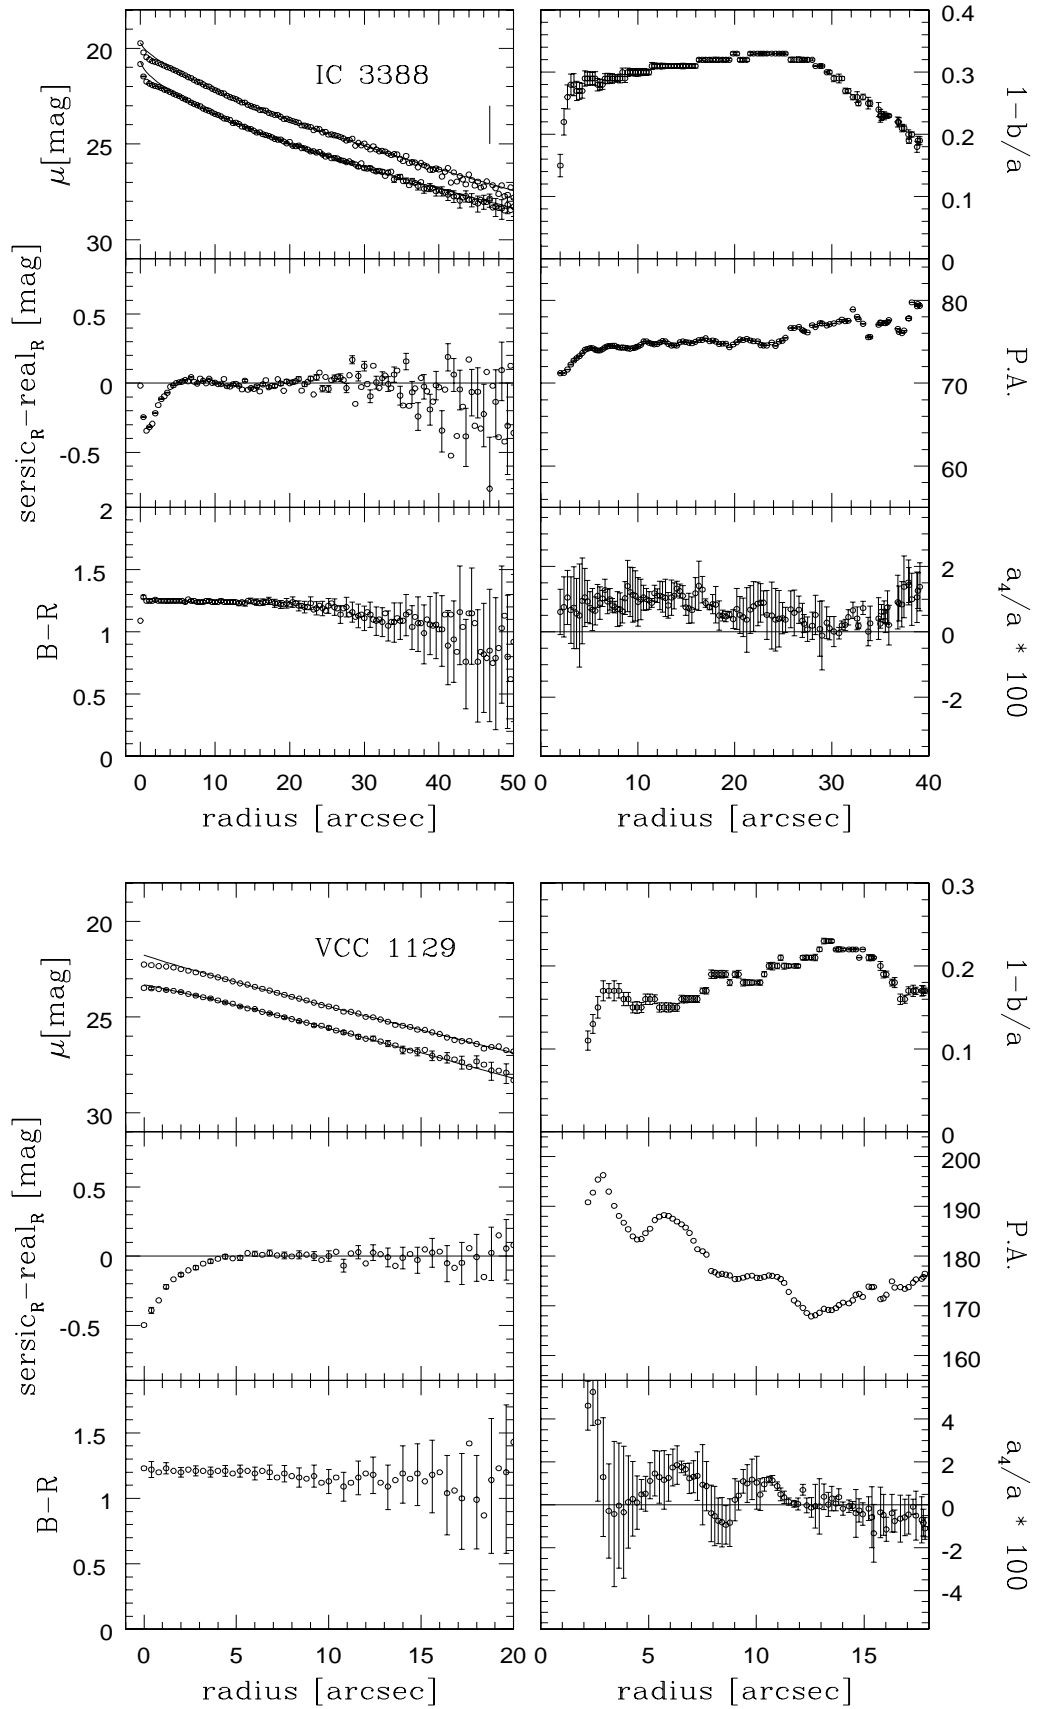 IC 3388
μ[mag]
20
25
30
0.4
0.3
0.2
0.1
0
1−b/a
sersic_R−real_R [mag]
0.5
0
-0.5
80
70
60
P.A.
B−R
2
1.5
1
0.5
0
2
0
-2
a_4/a * 100
0 10 20 30 40 50
0 10 20 30 40
radius [arcsec]
radius [arcsec]
VCC 1129
μ[mag]
20
25
30
0.3
0.2
0.1
0
1−b/a
sersic_R−real_R [mag]
0.5
0
-0.5
200
190
180
170
160
P.A.
B−R
1.5
1
0.5
0
4
2
0
-2
-4
a_4/a * 100
0 5 10 15 20
0 5 10 15
radius [arcsec]
radius [arcsec]